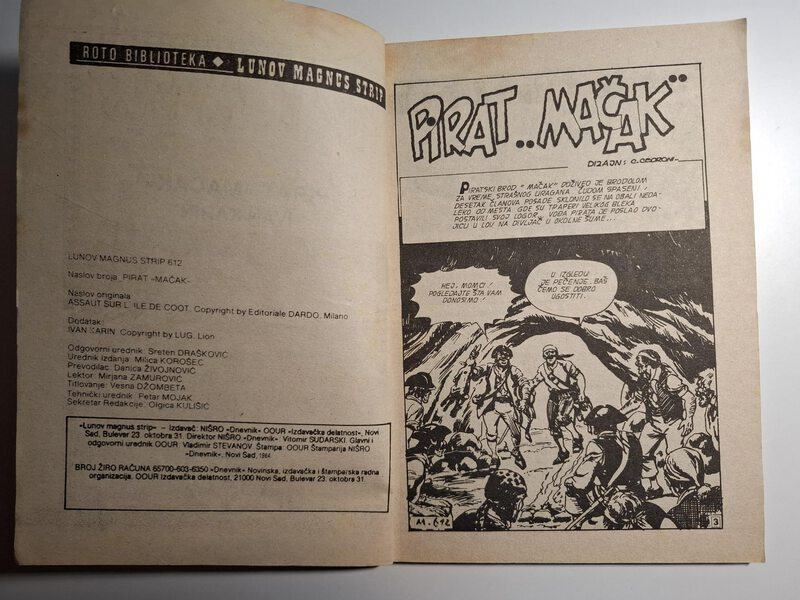 ROTO BIBLIOTEKA ◆ LUNOV MAGNUS STRIP
LUNOV MAGNUS STRIP 612
Naslov broja: PIRAT »MAČAK«
Naslov originala
ASSAUT SUR L'ILE DE COOT. Copyright by Editoriale DARDO, Milano
Dodatak:
IVAN KARIN Copyright by LUG. Lion
Odgovorni urednik: Sreten DRAŠKOVIĆ
Urednik izdanja: Milica KOROŠEC
Prevodilac: Danica ŽIVOJNOVIĆ
Lektor: Mirjana ZAMUROVIĆ
Titlovanje: Vesna DŽOMBETA
Tehnički urednik: Petar MOJAK
Sekretar Redakcije: Olgica KULIŠIĆ
»Lunov magnus strip« – Izdavač: NIŠRO »Dnevnik« OOUR »Izdavačka delatnost«, Novi
Sad, Bulevar 23. oktobra 31. Direktor NIŠRO »Dnevnik«: Vitomir SUDARSKI. Glavni i
odgovorni urednik OOUR: Vladimir STEVANOV. Štampa: OOUR Štamparija NIŠRO
»Dnevnik«, Novi Sad, 1984
BROJ ŽIRO RAČUNA 65700-603-6350 »Dnevnik« Novinska, izdavačka i štamparska radna
organizacija. OOUR Izdavačka delatnost, 21000 Novi Sad, Bulevar 23. oktobra 31.
PIRAT „MAČAK"
DIZAJN: C. CEDRONI
PIRATSKI BROD "MAČAK" DOŽIVEO JE BRODOLOM
ZA VREME STRAŠNOG URAGANA. ČUDOM SPASENI,
DESETAK ČLANOVA POSADE SKLONILO SE NA OBALI NEDA-
LEKO OD MESTA GDE SU TRAPERI VELIKOG BLEKA
POSTAVILI SVOJ LOGOR. VOĐA PIRATA JE POSLAO DVO-
JICU U LOV NA DIVLJAČ U OKOLNE ŠUME...
HEJ, MOMCI!
POGLEDAJTE ŠTA VAM
DONOSIMO!
U IZGLEDU
JE PEČENJE. BAŠ
ĆEMO SE DOBRO
UGOSTITI.
M-612
3